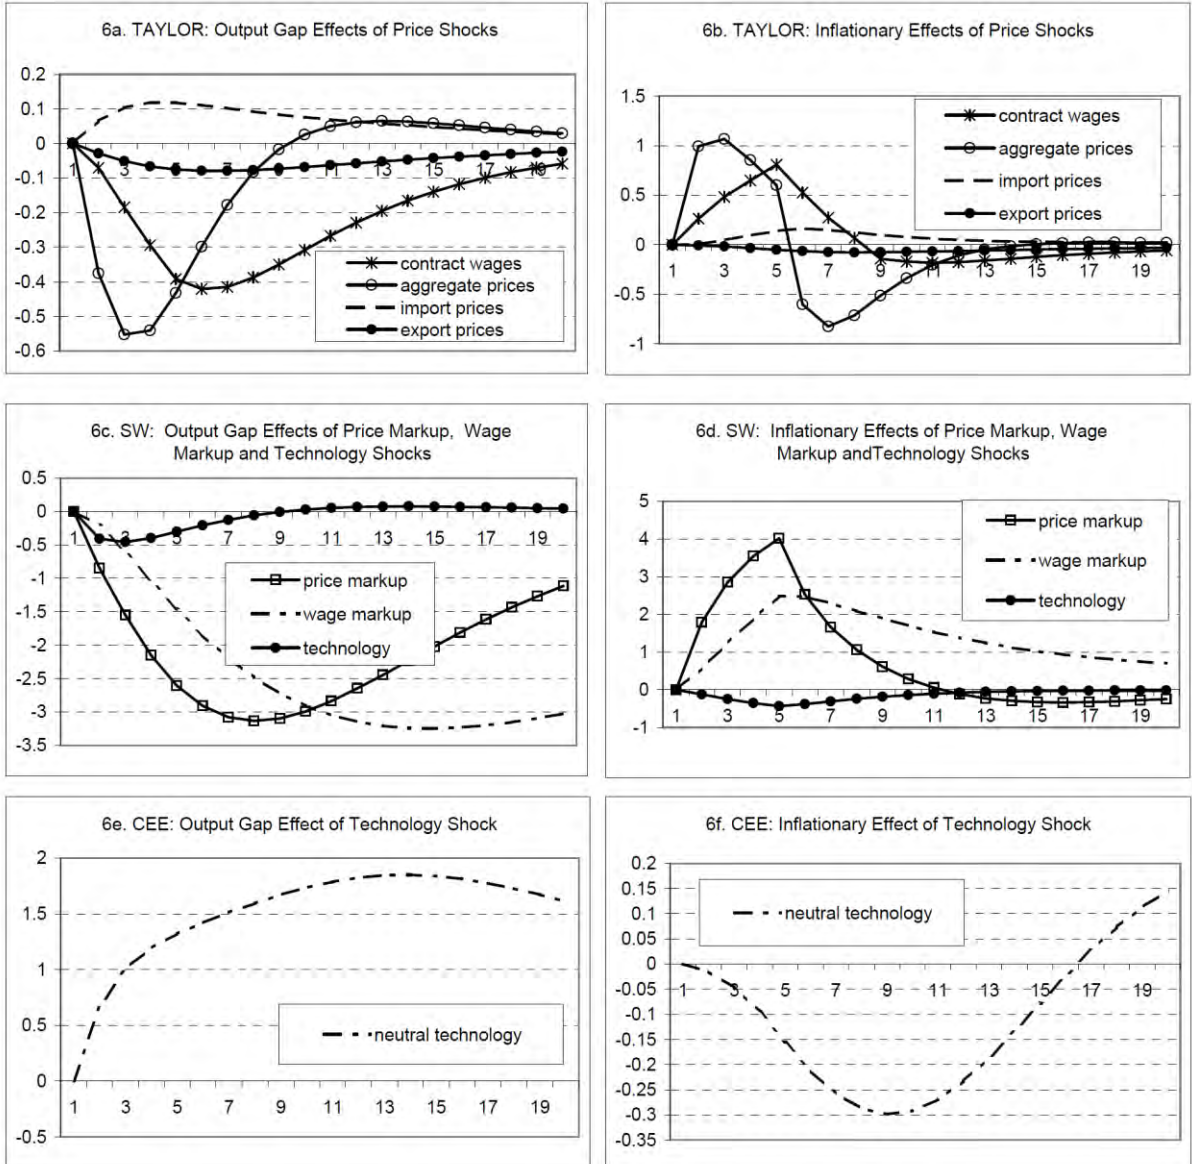 6a. TAYLOR: Output Gap Effects of Price Shocks
0.2
0.1
0
-0.1
-0.2
-0.3
-0.4
-0.5
-0.6
1 3 5 7 11 13 15 17 19
contract wages
aggregate prices
import prices
export prices
6b. TAYLOR: Inflationary Effects of Price Shocks
1.5
1
0.5
0
-0.5
-1
1 3 5 7 9 11 13 15 17 19
contract wages
aggregate prices
import prices
export prices
6c. SW: Output Gap Effects of Price Markup, Wage
Markup and Technology Shocks
0.5
0
-0.5
-1
-1.5
-2
-2.5
-3
-3.5
1 3 5 7 9 11 13 15 17 19
price markup
wage markup
technology
6d. SW: Inflationary Effects of Price Markup, Wage
Markup andTechnology Shocks
5
4
3
2
1
0
-1
1 3 5 7 9 11 13 15 17 19
price markup
wage markup
technology
6e. CEE: Output Gap Effect of Technology Shock
2
1.5
1
0.5
0
-0.5
1 3 5 7 9 11 13 15 17 19
neutral technology
6f. CEE: Inflationary Effect of Technology Shock
0.2
0.15
0.1
0.05
0
-0.05
-0.1
-0.15
-0.2
-0.25
-0.3
-0.35
1 3 5 7 9 11 13 15 17 19
neutral technology